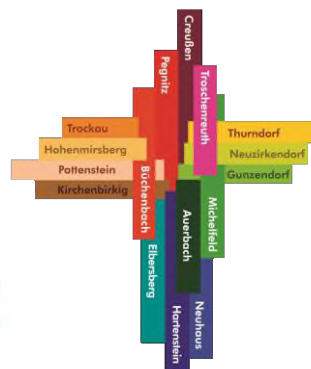 Creußen
Pegnitz
Troschenreuth
Trockau
Thurndorf
Hohenmirsberg
Neuzirkendorf
Pottenstein
Gunzendorf
Kirchenbirkig
Büchenbach
Auerbach
Michelfeld
Elbersberg
Hartenstein
Neuhaus